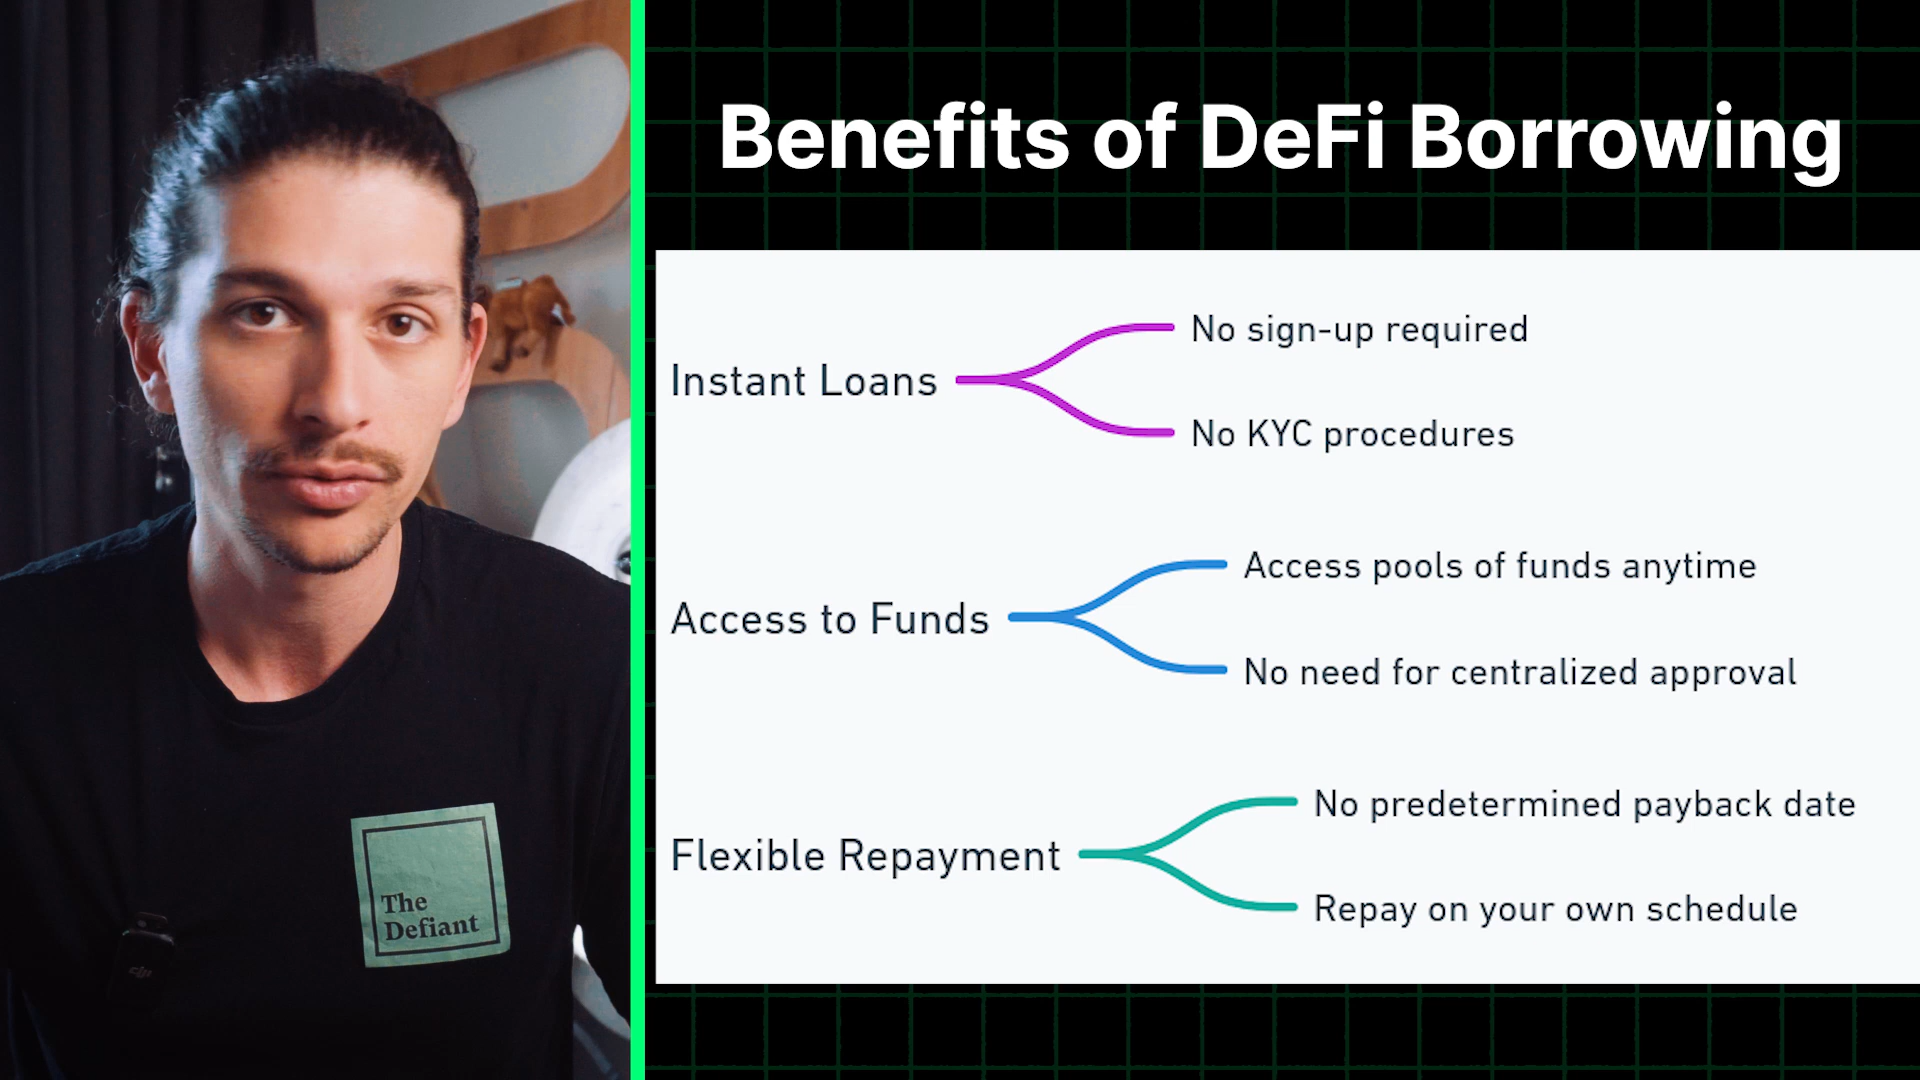 Benefits of DeFi Borrowing
Instant Loans
No sign-up required
No KYC procedures
Access to Funds
Access pools of funds anytime
No need for centralized approval
Flexible Repayment
No predetermined payback date
Repay on your own schedule
The
Defiant
dji